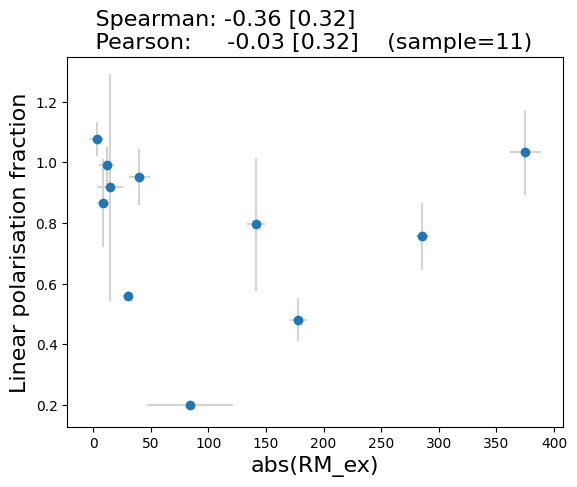 Spearman: -0.36 [0.32]
Pearson: -0.03 [0.32] (sample=11)
Linear polarisation fraction
1.2
1.0
0.8
0.6
0.4
0.2
0 50 100 150 200 250 300 350 400
abs(RM_ex)